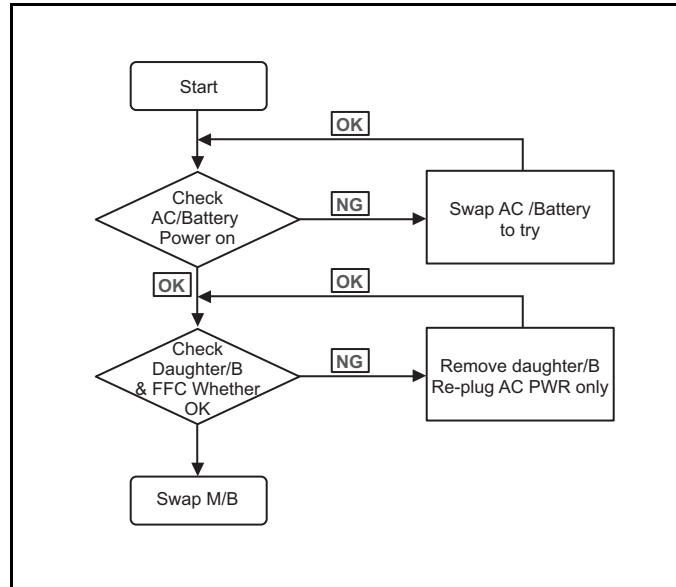 Start
OK
Check
AC/Battery
Power on
NG
Swap AC /Battery
to try
OK
OK
Check
Daughter/B
& FFC Whether
OK
NG
Remove daughter/B
Re-plug AC PWR only
Swap M/B